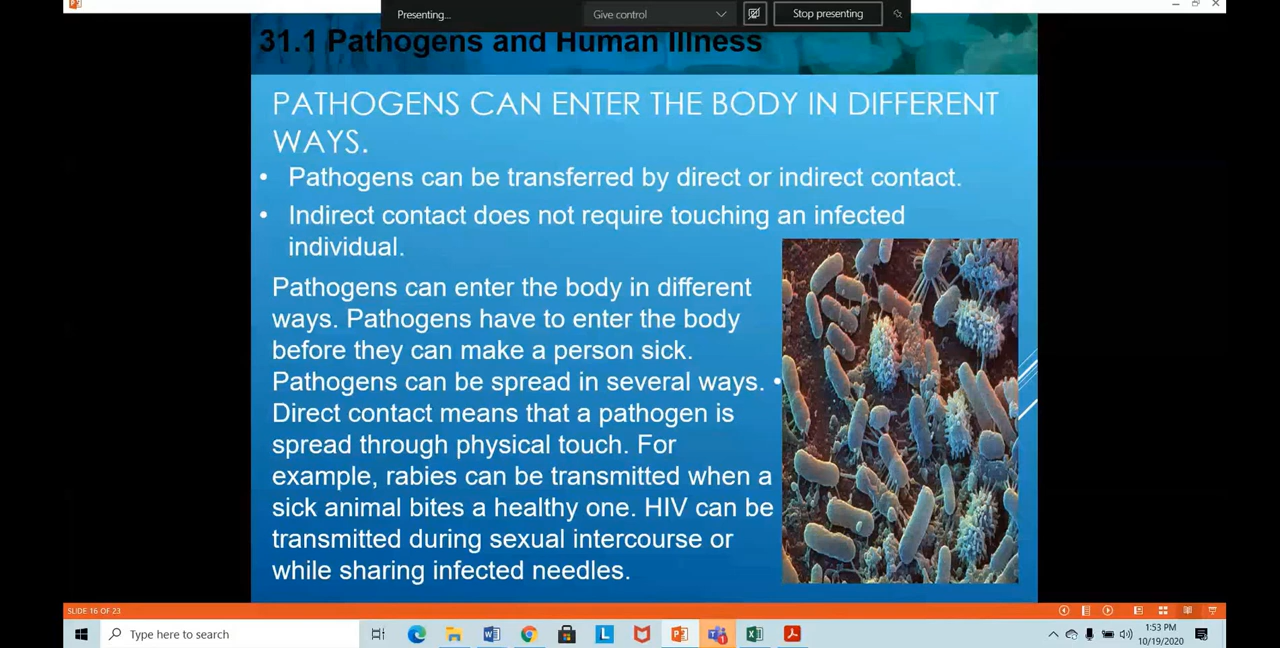 Presenting...
Give control
Stop presenting
31.1 Pathogens and Human Illness
PATHOGENS CAN ENTER THE BODY IN DIFFERENT
WAYS.
• Pathogens can be transferred by direct or indirect contact.
• Indirect contact does not require touching an infected
individual.
Pathogens can enter the body in different
ways. Pathogens have to enter the body
before they can make a person sick.
Pathogens can be spread in several ways. •
Direct contact means that a pathogen is
spread through physical touch. For
example, rabies can be transmitted when a
sick animal bites a healthy one. HIV can be
transmitted during sexual intercourse or
while sharing infected needles.
SLIDE 16 OF 23
Type here to search
1:53 PM
10/19/2020